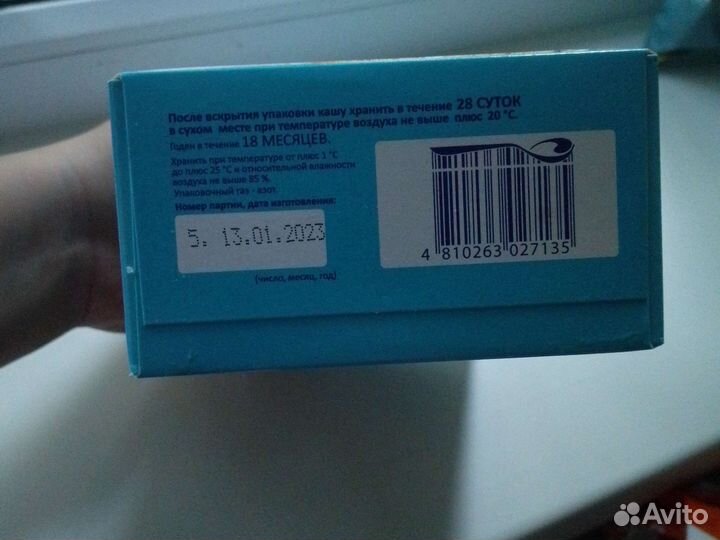 После вскрытия упаковки кашу хранить в течение 28 СУТОК
в сухом месте при температуре воздуха не выше плюс 20 °С.
Годен в течение 18 МЕСЯЦЕВ.
Хранить при температуре от плюс 1 °С
до плюс 25 °С и относительной влажности
воздуха не выше 85 %.
Упаковочный газ - азот.
Номер партии, дата изготовления:
5. 13.01.2023
(число, месяц, год)
4 810263 027135
Avito